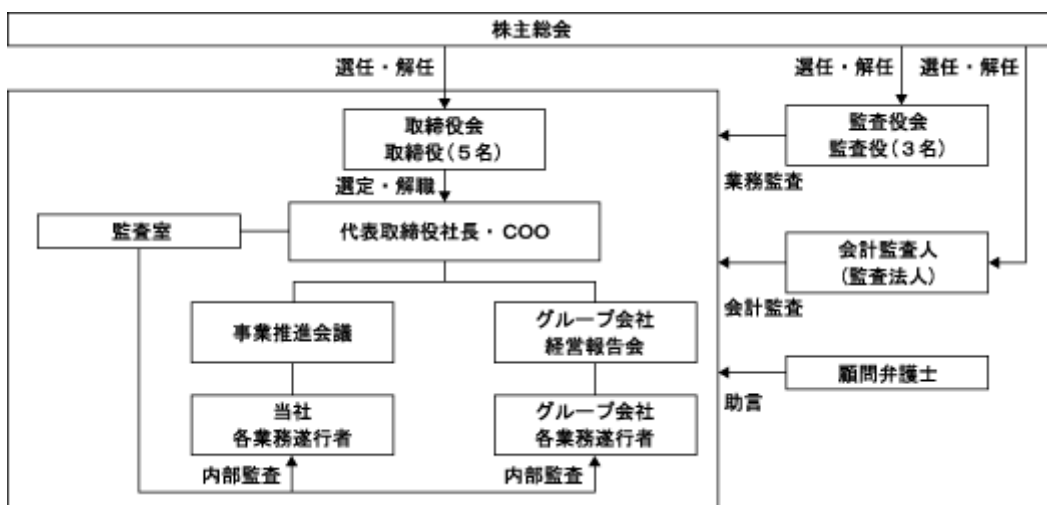 株主総会
選任・解任
選任・解任
選任・解任
取締役会
取締役(5名)
監査役会
監査役(3名)
業務監査
選定・解職
監査室
代表取締役社長・COO
会計監査人
(監査法人)
会計監査
事業推進会議
グループ会社
経営報告会
顧問弁護士
助言
当社
各業務遂行者
グループ会社
各業務遂行者
内部監査
内部監査